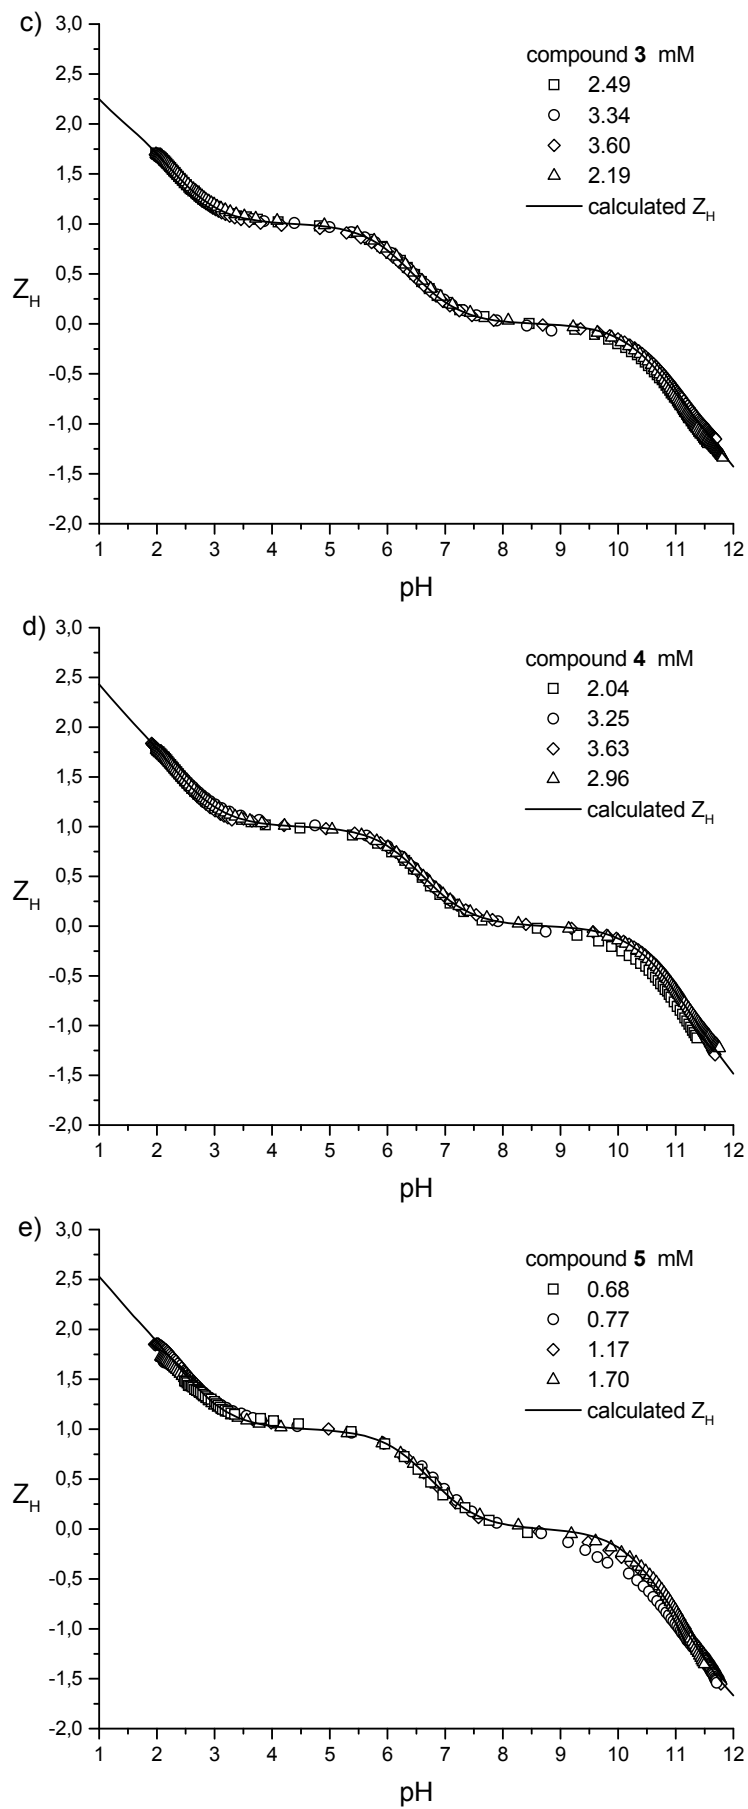 c)
3,0
2,5
2,0
1,5
1,0
0,5
0,0
-0,5
-1,0
-1,5
-2,0
Z_H
compound 3 mM
2.49
3.34
3.60
2.19
calculated Z_H
1 2 3 4 5 6 7 8 9 10 11 12
pH
d)
3,0
2,5
2,0
1,5
1,0
0,5
0,0
-0,5
-1,0
-1,5
-2,0
Z_H
compound 4 mM
2.04
3.25
3.63
2.96
calculated Z_H
1 2 3 4 5 6 7 8 9 10 11 12
pH
e)
3,0
2,5
2,0
1,5
1,0
0,5
0,0
-0,5
-1,0
-1,5
-2,0
Z_H
compound 5 mM
0.68
0.77
1.17
1.70
calculated Z_H
1 2 3 4 5 6 7 8 9 10 11 12
pH